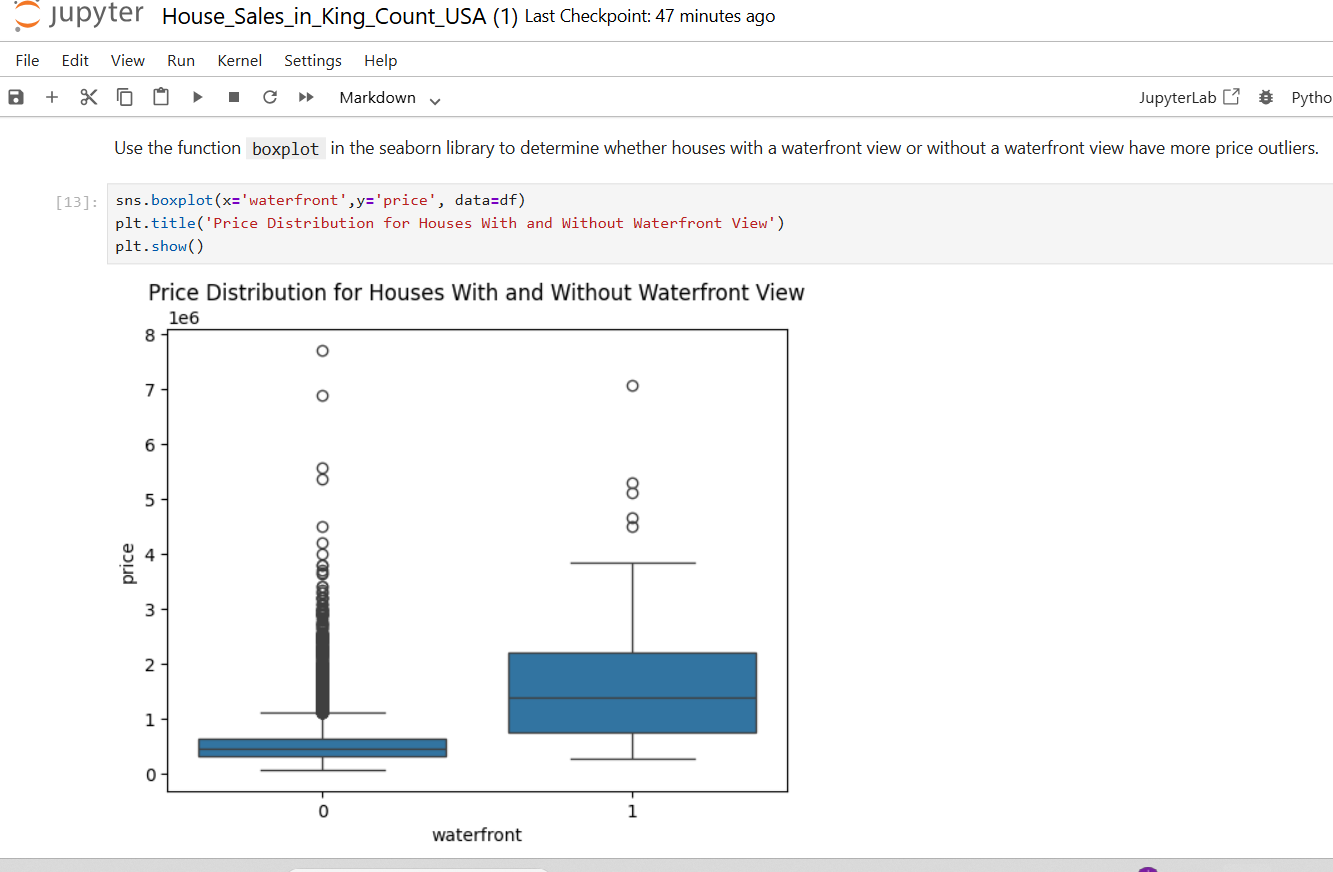 jupyter House_Sales_in_King_Count_USA (1) Last Checkpoint: 47 minutes ago
File Edit View Run Kernel Settings Help
Markdown JupyterLab Pytho
Use the function boxplot in the seaborn library to determine whether houses with a waterfront view or without a waterfront view have more price outliers.
[13]: sns.boxplot(x='waterfront',y='price', data=df)
plt.title('Price Distribution for Houses With and Without Waterfront View')
plt.show()
Price Distribution for Houses With and Without Waterfront View
1e6
8
7
6
5
4
3
2
1
0
price
0 1
waterfront